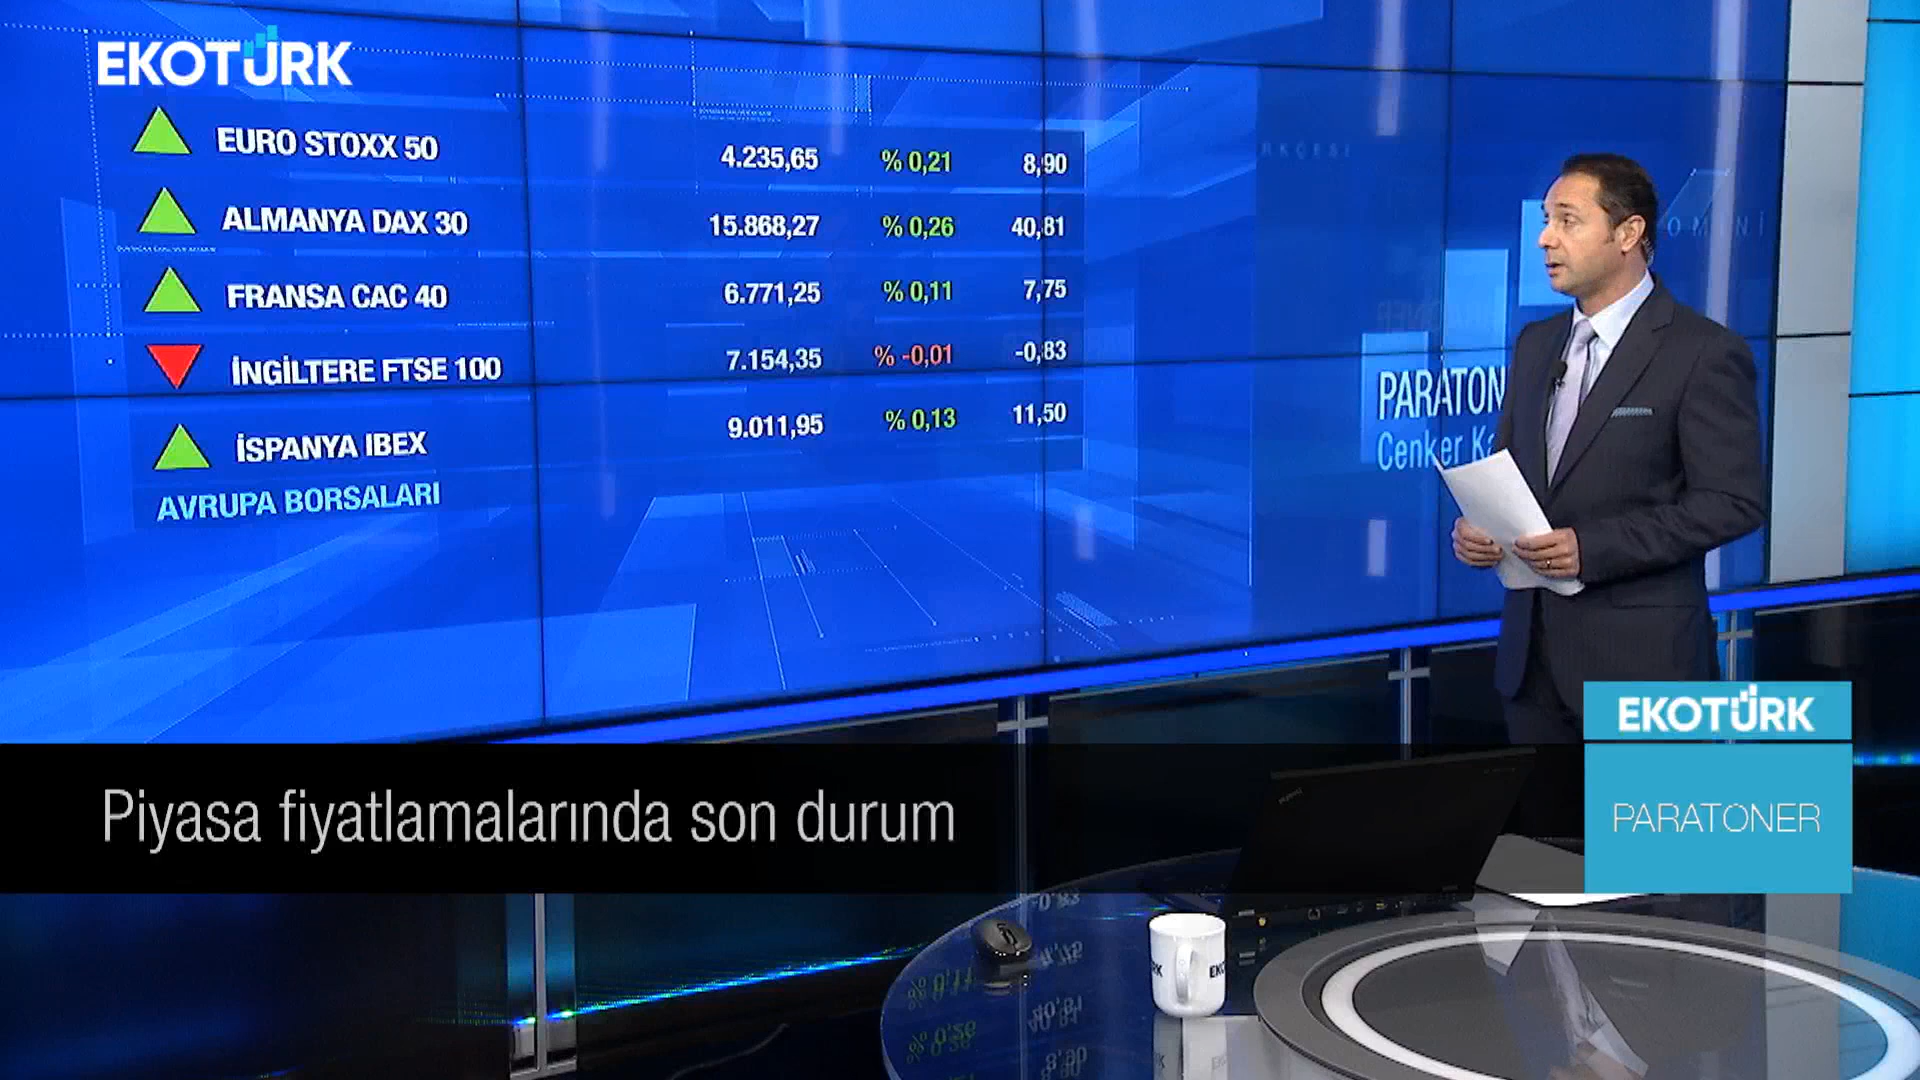 EKOTÜRK
EURO STOXX 50 4.235,65 % 0,21 8,90
ALMANYA DAX 30 15.868,27 % 0,26 40,81
FRANSA CAC 40 6.771,25 % 0,11 7,75
İNGİLTERE FTSE 100 7.154,35 % -0,01 -0,83
İSPANYA IBEX 9.011,95 % 0,13 11,50
AVRUPA BORSALARI
PARATON
Cenker Ka
EKOTÜRK
Piyasa fiyatlamalarında son durum
PARATONER